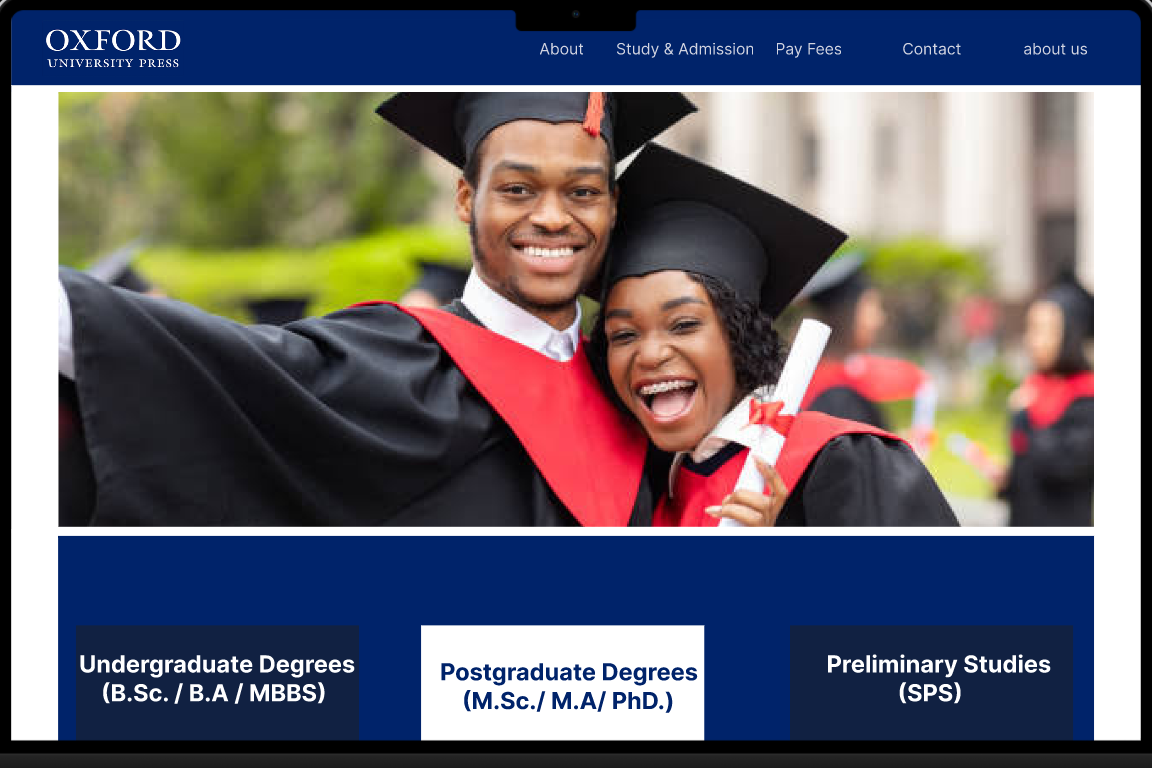 OXFORD
UNIVERSITY PRESS
About
Study & Admission
Pay Fees
Contact
about us
Undergraduate Degrees
(B.Sc. / B.A / MBBS)
Postgraduate Degrees
(M.Sc./ M.A/ PhD.)
Preliminary Studies
(SPS)